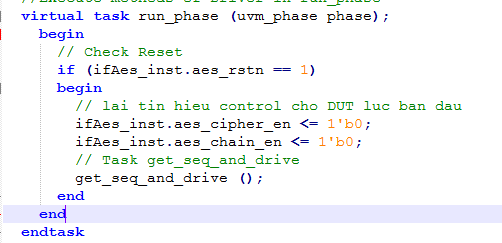 //Execute methods of Driver in run_phase
virtual task run_phase (uvm_phase phase);
begin
// Check Reset
if (ifAes_inst.aes_rstn == 1)
begin
// lai tin hieu control cho DUT luc ban dau
ifAes_inst.aes_cipher_en <= 1'b0;
ifAes_inst.aes_chain_en <= 1'b0;
// Task get_seq_and_drive
get_seq_and_drive ();
end
end
endtask